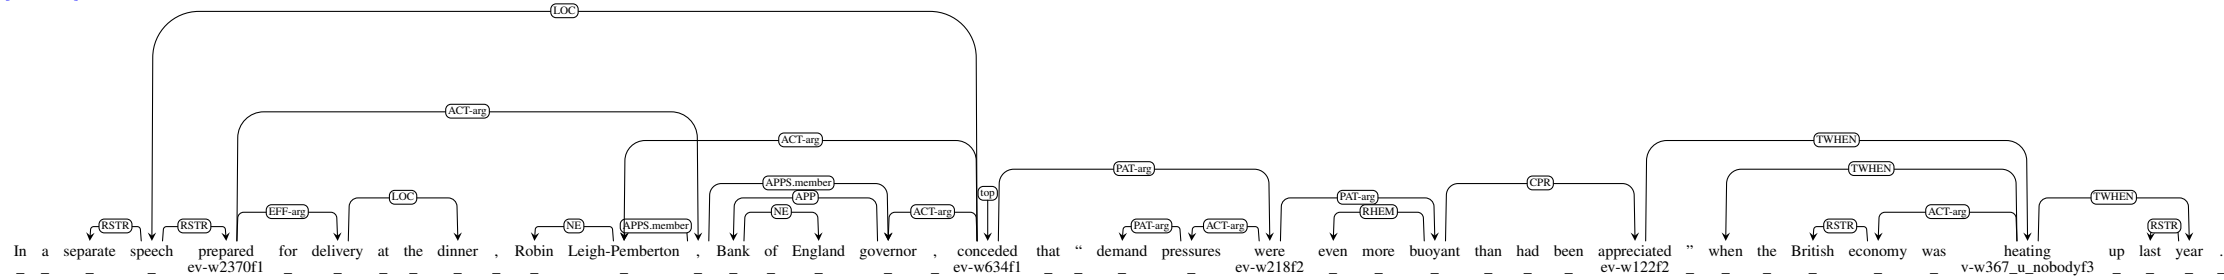 LOC
ACT-arg
ACT-arg TWHEN
PAT-arg TWHEN
APPS.member CPR
top
LOC APP PAT-arg TWHEN
EFF-arg NE ACT-arg RHEM ACT-arg
RSTR RSTR NE APPS.member PAT-arg ACT-arg RSTR RSTR
In a separate speech prepared for delivery at the dinner , Robin Leigh-Pemberton , Bank of England governor , conceded that “ demand pressures were even more buoyant than had been appreciated ” when the British economy was heating up last year .
ev-w2370f1 ev-w634f1 ev-w218f2 ev-w122f2 v-w367_u_nobodyf3